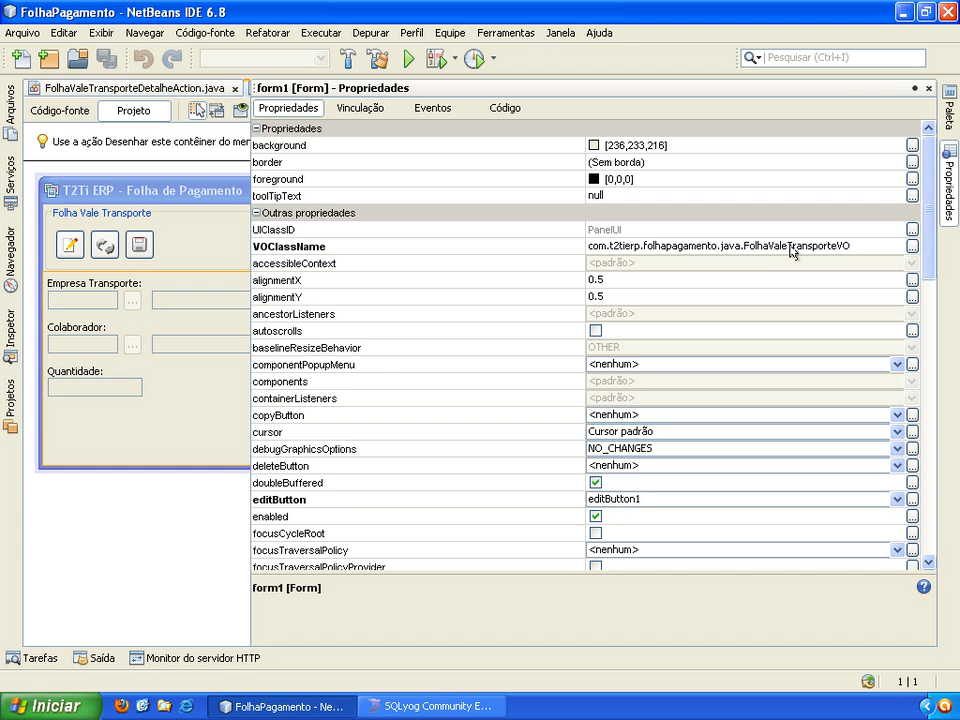 FolhaPagamento - NetBeans IDE 6.8
Arquivo Editar Exibir Navegar Código-fonte Refatorar Executar Depurar Perfil Equipe Ferramentas Janela Ajuda
Pesquisar (Ctrl+I)
FolhaValeTransporteDetalheAction.java
Código-fonte Projeto
Use a ação Desenhar este contêiner do men
T2Ti ERP - Folha de Pagamento
Folha Vale Transporte
Empresa Transporte:
...
Colaborador:
...
Quantidade:
Arquivos
Serviços
Navegador
Inspetor
Projetos
form1 [Form] - Propriedades
Propriedades Vinculação Eventos Código
Propriedades
background [236,233,216] ...
border (Sem borda) ...
foreground [0,0,0] ...
toolTipText null ...
Outras propriedades
UIClassID PanelUI ...
VOClassName com.t2tierp.folhapagamento.java.FolhaValeTransporteVO ...
accessibleContext <padrão>
alignmentX 0.5 ...
alignmentY 0.5 ...
ancestorListeners <padrão>
autoscrolls ...
baselineResizeBehavior OTHER
componentPopupMenu <nenhum> ...
components <padrão>
containerListeners <padrão>
copyButton <nenhum> ...
cursor Cursor padrão ...
debugGraphicsOptions NO_CHANGES ...
deleteButton <nenhum> ...
doubleBuffered ...
editButton editButton1 ...
enabled ...
focusCycleRoot ...
focusTraversalPolicy <nenhum> ...
focusTraversalPolicyProvider
form1 [Form]
Paleta
Propriedades
Tarefas Saída Monitor do servidor HTTP
1 | 1
Iniciar FolhaPagamento - Ne... SQLyog Community E...